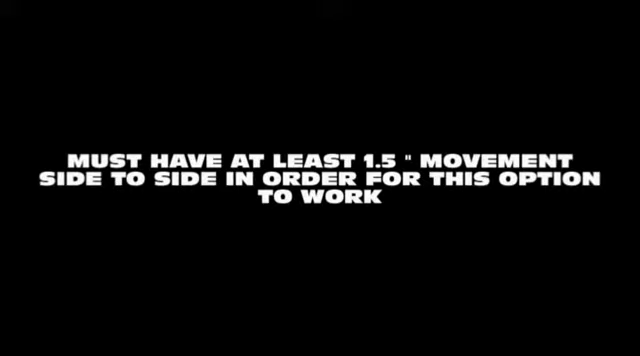 MUST HAVE AT LEAST 1.5 " MOVEMENT
SIDE TO SIDE IN ORDER FOR THIS OPTION
TO WORK